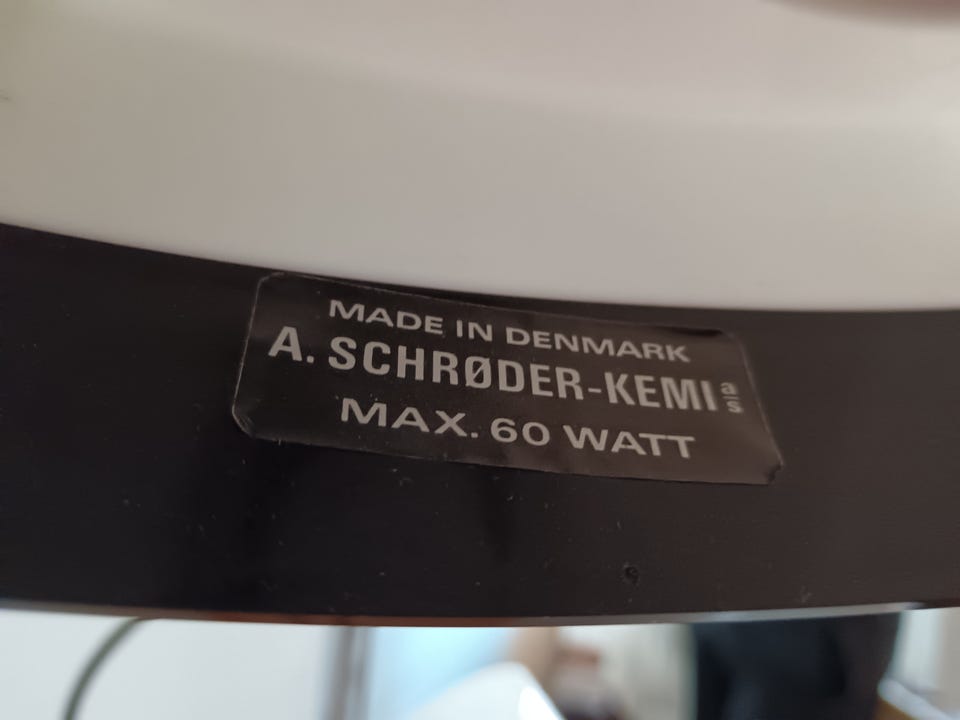 MADE IN DENMARK
A. SCHRØDER-KEMI a/s
MAX. 60 WATT